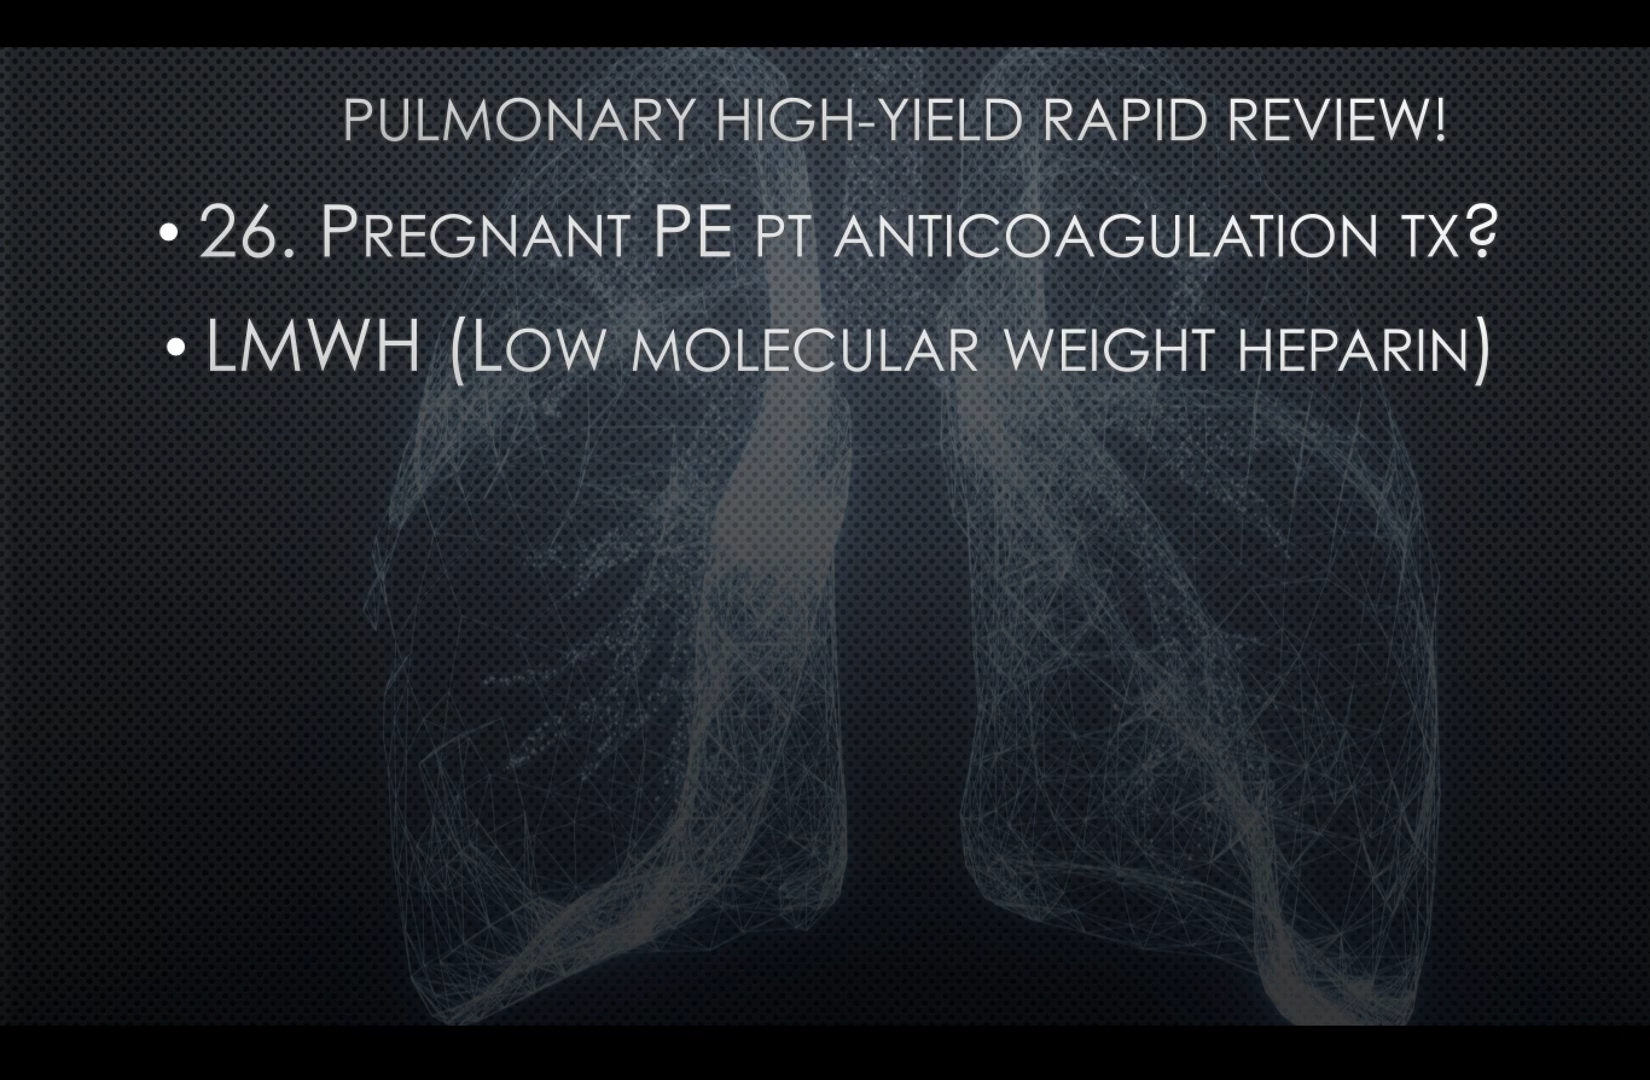 PULMONARY HIGH-YIELD RAPID REVIEW!
• 26. PREGNANT PE PT ANTICOAGULATION TX?
• LMWH (LOW MOLECULAR WEIGHT HEPARIN)